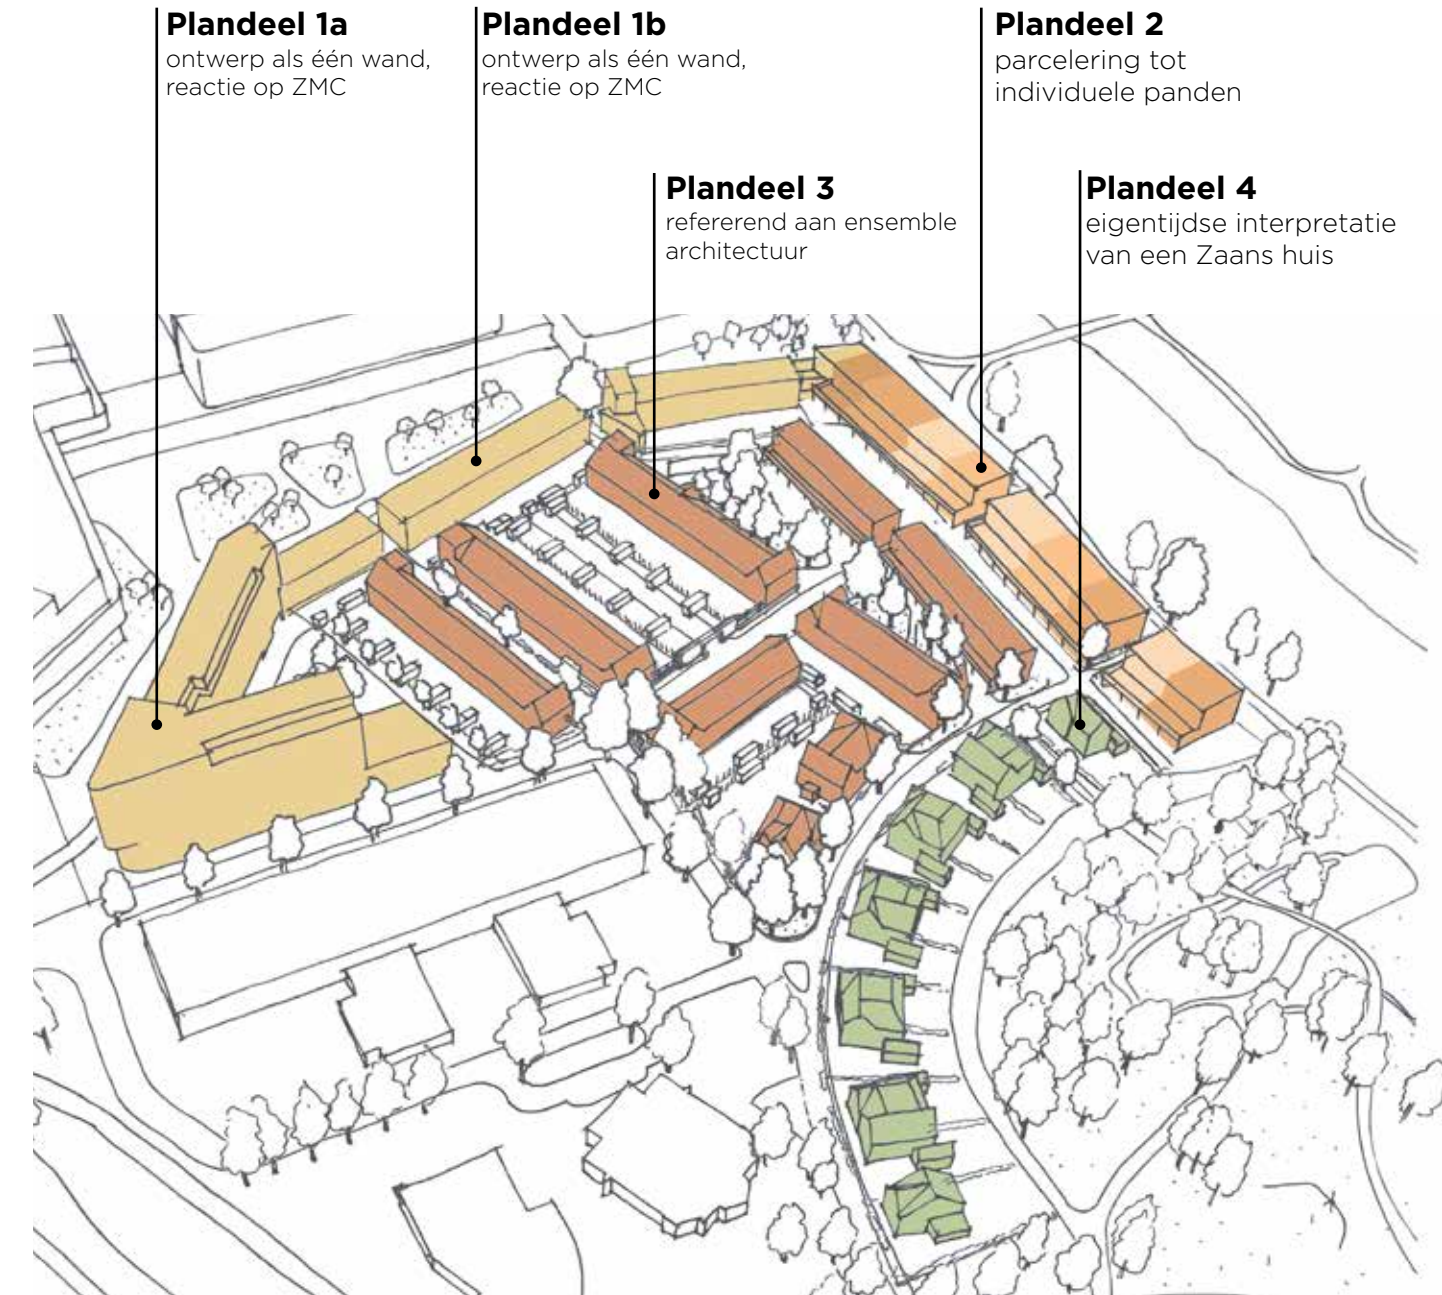 Plandeel 1a
ontwerp als één wand,
reactie op ZMC
Plandeel 1b
ontwerp als één wand,
reactie op ZMC
Plandeel 2
parcelering tot
individuele panden
Plandeel 3
refererend aan ensemble
architectuur
Plandeel 4
eigentijdse interpretatie
van een Zaans huis